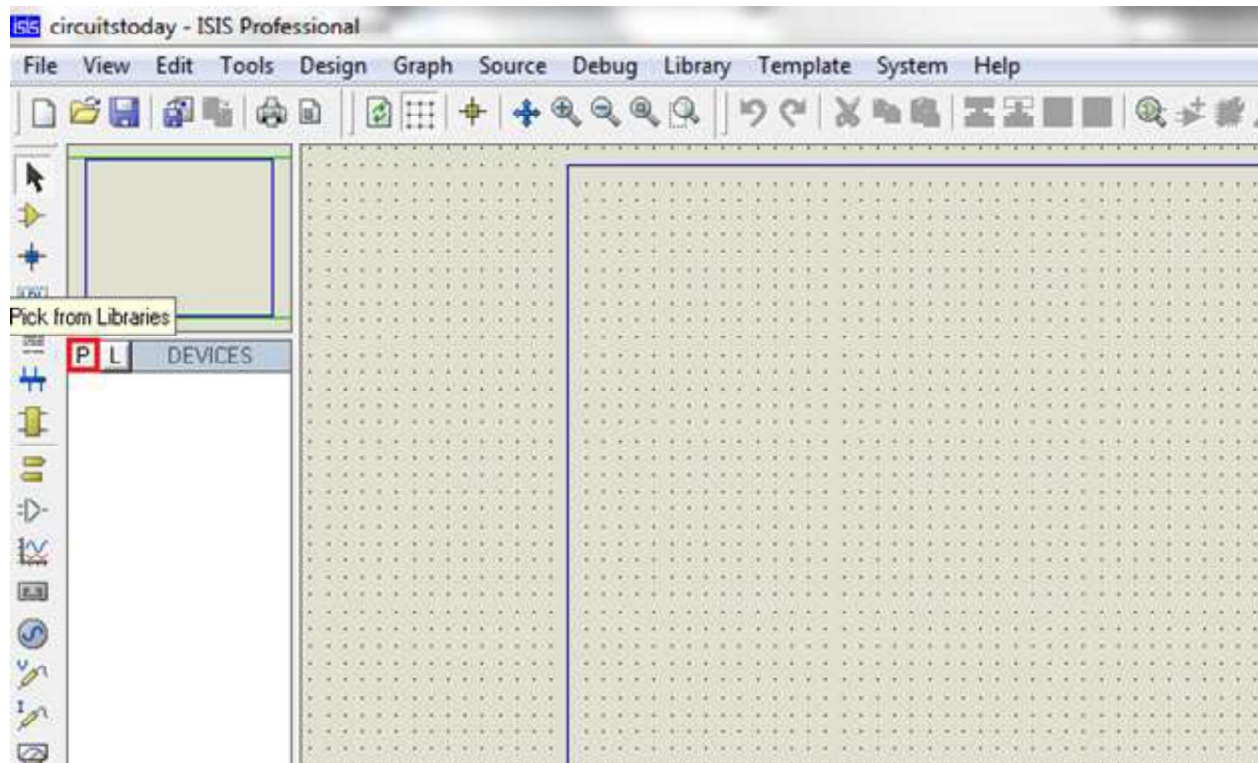 isis circuitstoday - ISIS Professional
File View Edit Tools Design Graph Source Debug Library Template System Help
Pick from Libraries
P L DEVICES